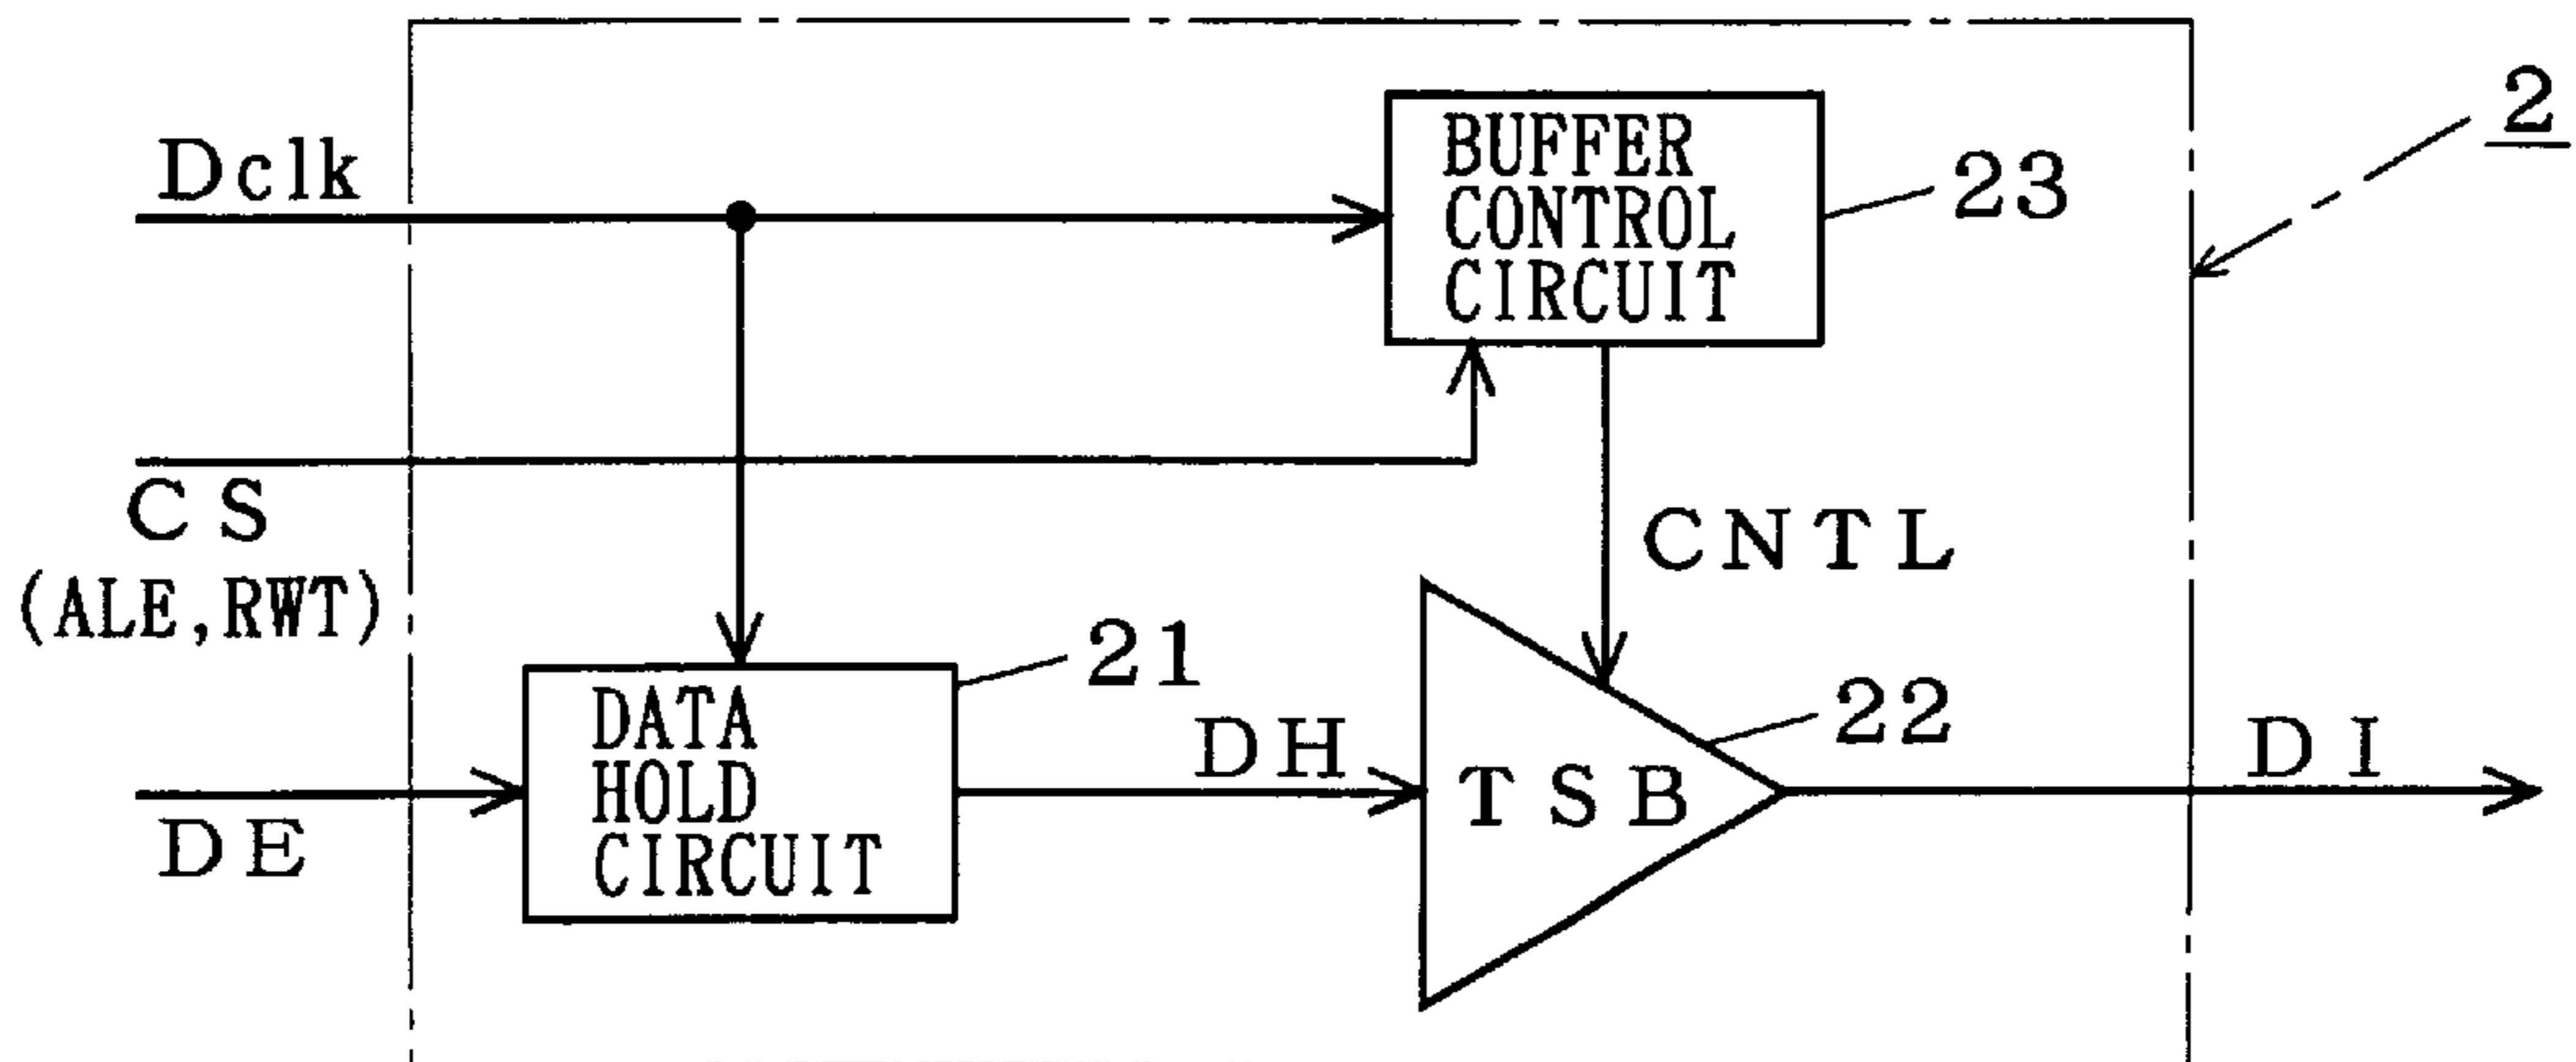 2
Dclk
BUFFER
CONTROL
CIRCUIT
23
CS
(ALE,RWT)
CNTL
21
DATA
HOLD
CIRCUIT
DE
DH
TSB
22
DI